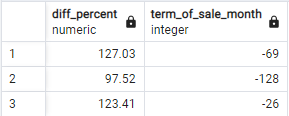 diff_percent term_of_sale_month
numeric integer
1 127.03 -69
2 97.52 -128
3 123.41 -26